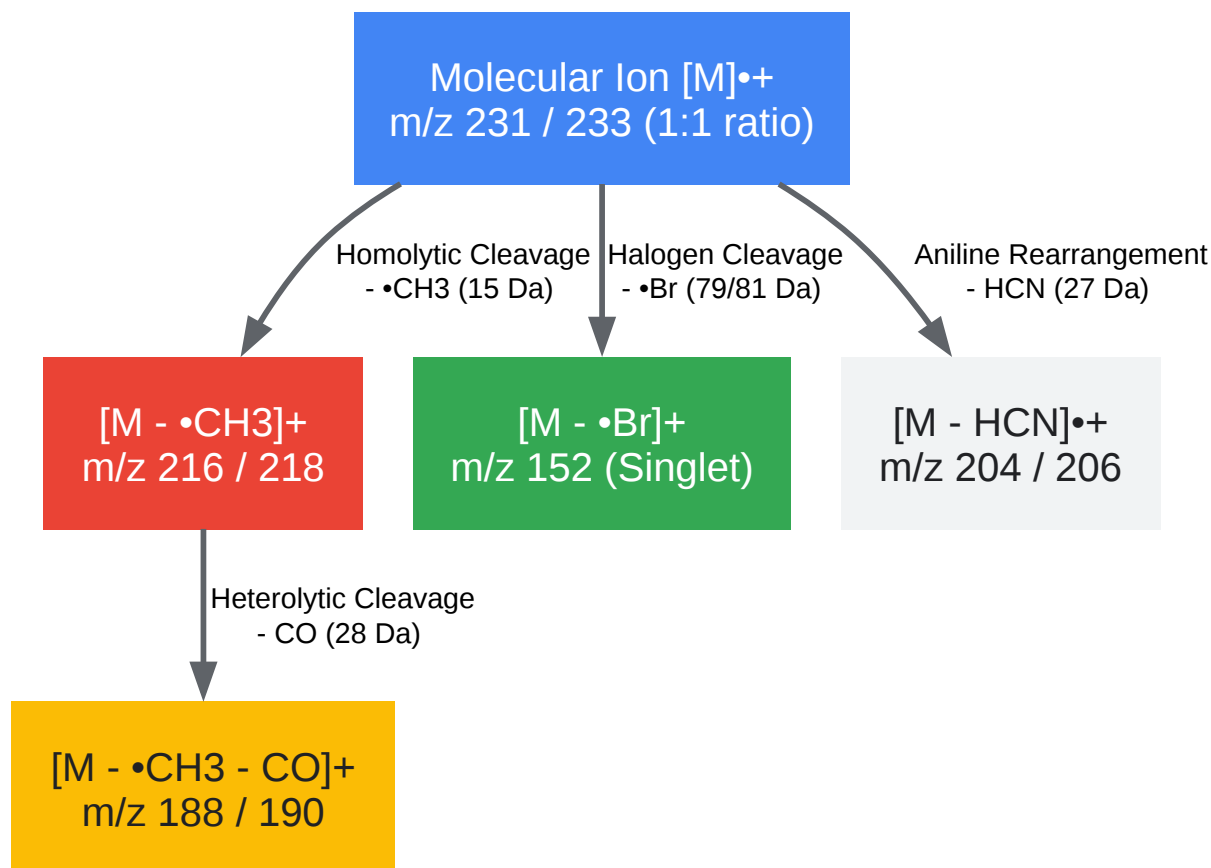 Molecular Ion [M]•+
m/z 231 / 233 (1:1 ratio)
Homolytic Cleavage
- •CH3 (15 Da)
Halogen Cleavage
- •Br (79/81 Da)
Aniline Rearrangement
- HCN (27 Da)
[M - •CH3]+
m/z 216 / 218
[M - •Br]+
m/z 152 (Singlet)
[M - HCN]•+
m/z 204 / 206
Heterolytic Cleavage
- CO (28 Da)
[M - •CH3 - CO]+
m/z 188 / 190